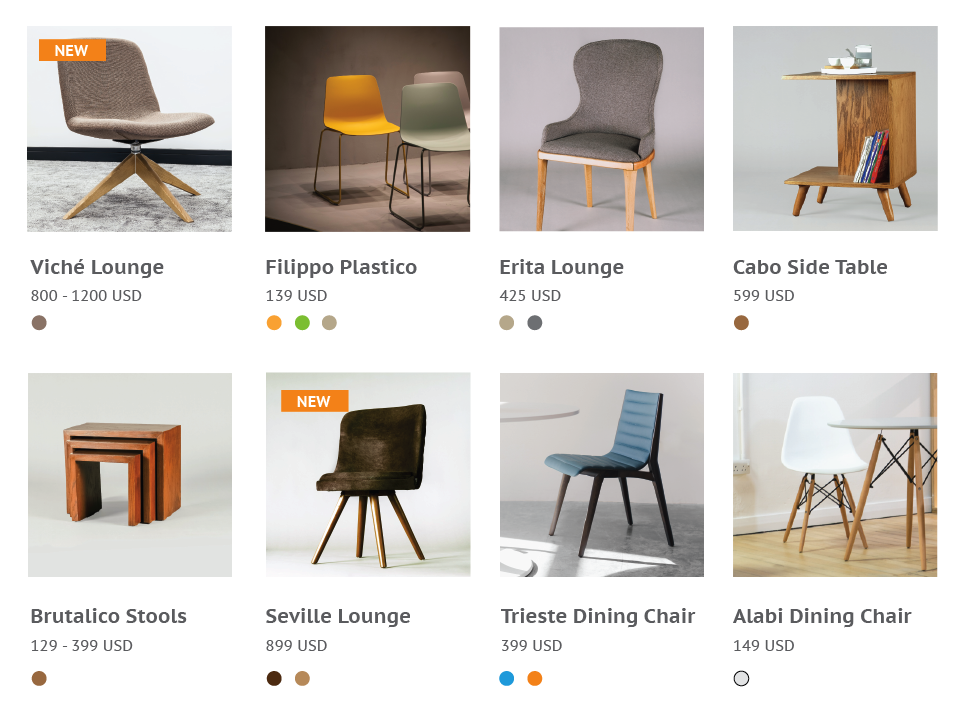 NEW
Viché Lounge
800 - 1200 USD
Filippo Plastico
139 USD
Erita Lounge
425 USD
Cabo Side Table
599 USD
Brutalico Stools
129 - 399 USD
NEW
Seville Lounge
899 USD
Trieste Dining Chair
399 USD
Alabi Dining Chair
149 USD